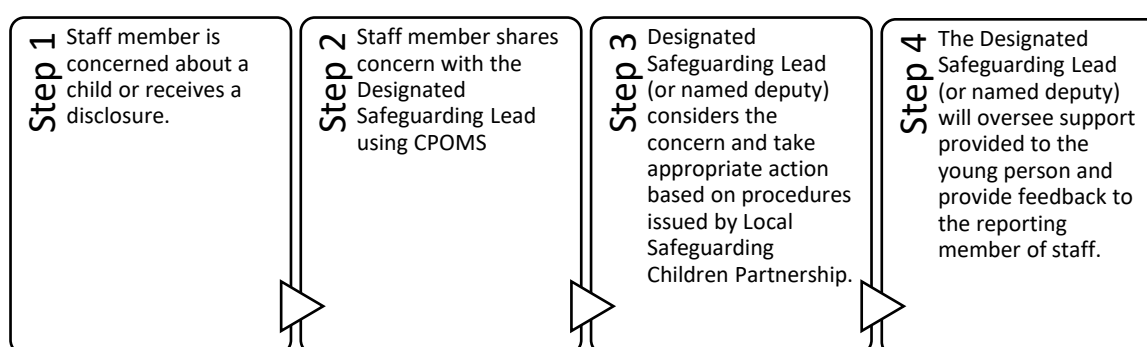 Step 1
Staff member is
concerned about a
child or receives a
disclosure.
Step 2
Staff member shares
concern with the
Designated
Safeguarding Lead
using CPOMS
Step 3
Designated
Safeguarding Lead
(or named deputy)
considers the
concern and take
appropriate action
based on procedures
issued by Local
Safeguarding
Children Partnership.
Step 4
The Designated
Safeguarding Lead
(or named deputy)
will oversee support
provided to the
young person and
provide feedback to
the reporting
member of staff.